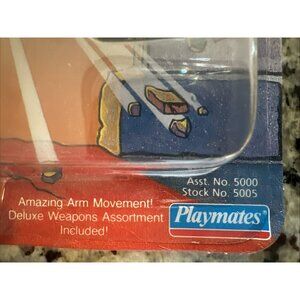 Asst. No. 5000
Stock No. 5005
Amazing Arm Movement!
Deluxe Weapons Assortment
Included!
Playmates®